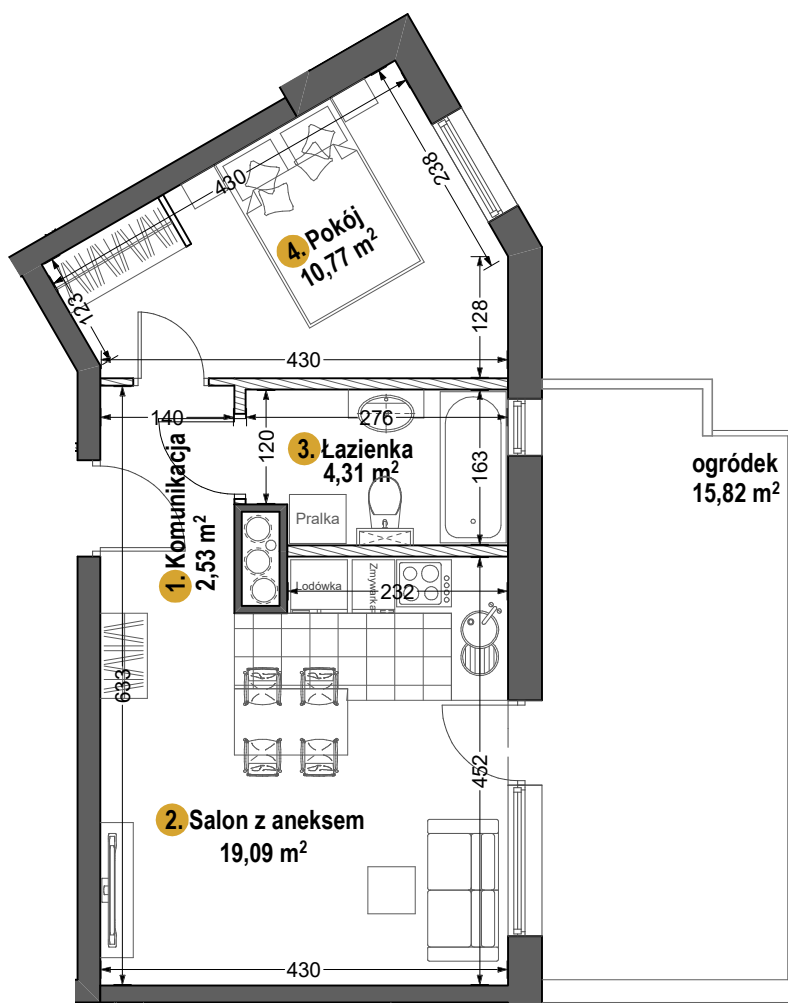 430
238
4. Pokój
10,77 m²
123
128
430
140
276
120
3. Łazienka
4,31 m²
163
ogródek
15,82 m²
1. Komunikacja
2,53 m²
Pralka
Lodówka
Zmywarka
232
633
452
2. Salon z aneksem
19,09 m²
430